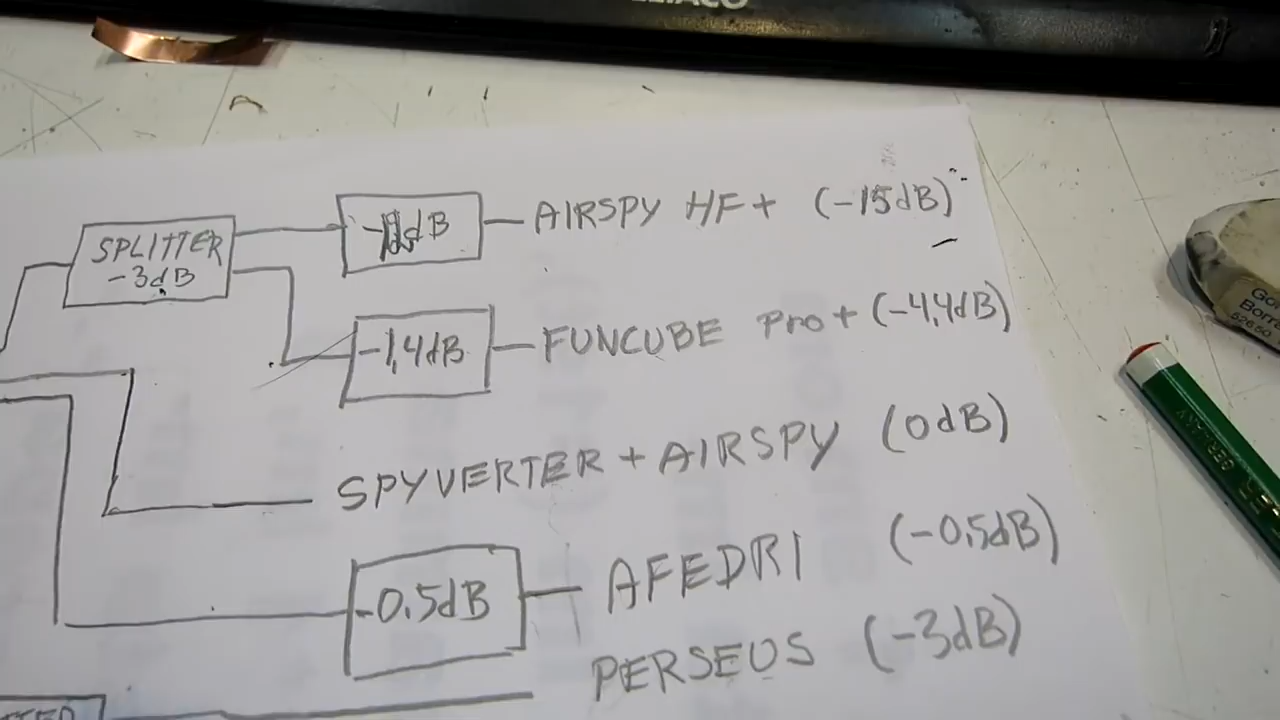 SPLITTER
-3dB
dB
AIRSPY HF+ (-15dB)
-1,4dB
FUNCUBE Pro+ (-4,4dB)
SPYVERTER + AIRSPY (0dB)
-0.5dB
AFEDRI (-0.5dB)
PERSEUS (-3dB)
GERMANY